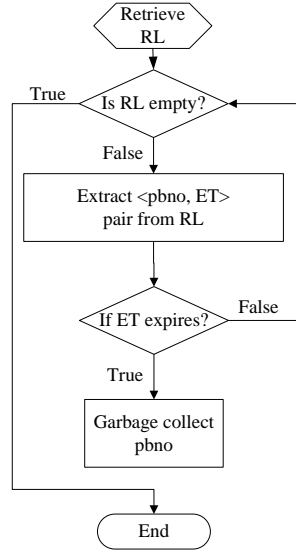 Retrieve
RL
Is RL empty?
True
False
Extract <pbno, ET>
pair from RL
If ET expires?
False
True
Garbage collect
pbno
End